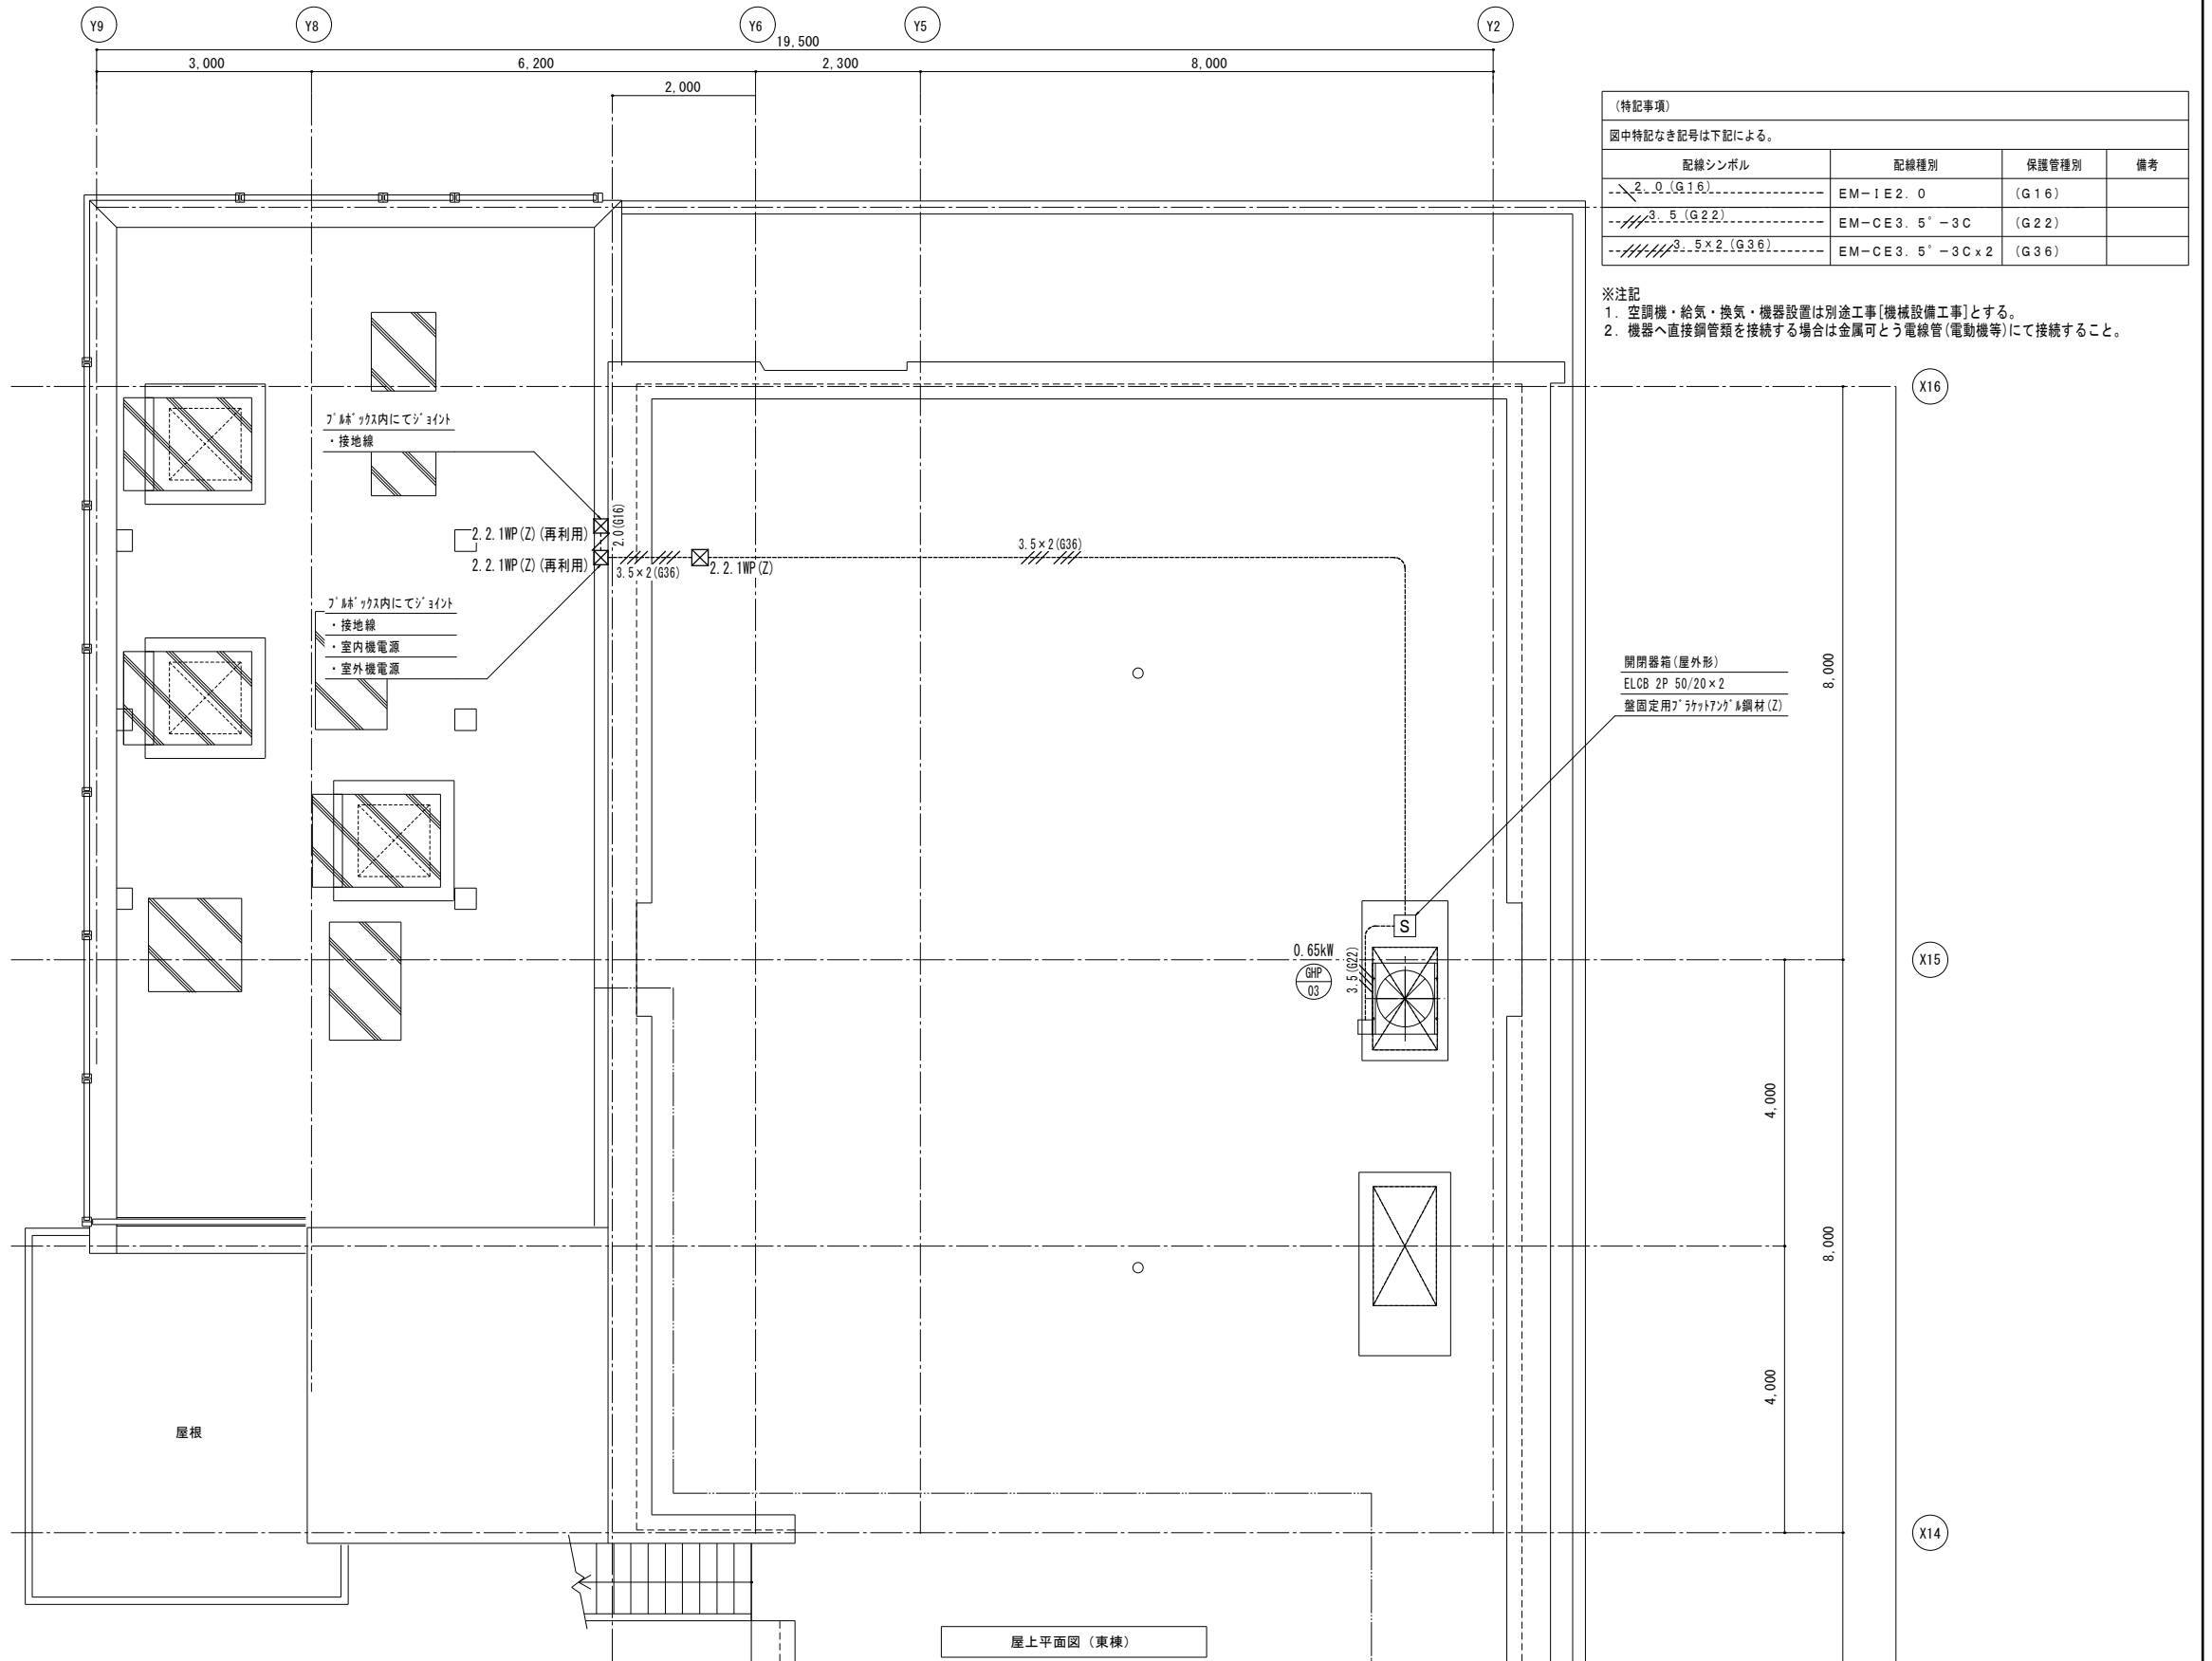 Y9
Y8
Y6
Y5
Y2
19,500
3,000
6,200
2,300
8,000
2,000
(特記事項)
図中特記なき記号は下記による。
配線シンボル 配線種別 保護管種別 備考
2.0(G16) EM-IE2.0 (G16)
3.5(G22) EM-CE3.5°-3C (G22)
3.5×2(G36) EM-CE3.5°-3Cx2 (G36)
※注記
1. 空調機・給気・換気・機器設置は別途工事[機械設備工事]とする。
2. 機器へ直接鋼管類を接続する場合は金属可とう電線管(電動機等)にて接続すること。
X16
プルボックス内にてジョイント
・接地線
2.2.1WP(Z)(再利用)
2.0(G16)
2.2.1WP(Z)(再利用)
3.5×2(G36)
2.2.1WP(Z)
3.5×2(G36)
プルボックス内にてジョイント
・接地線
・室内機電源
・室外機電源
開閉器箱(屋外形)
ELCB 2P 50/20×2
盤固定用ブラケットアングル鋼材(Z)
8,000
S
0.65kW
GHP
03
3.5(G22)
X15
4,000
8,000
4,000
屋根
X14
屋上平面図(東棟)